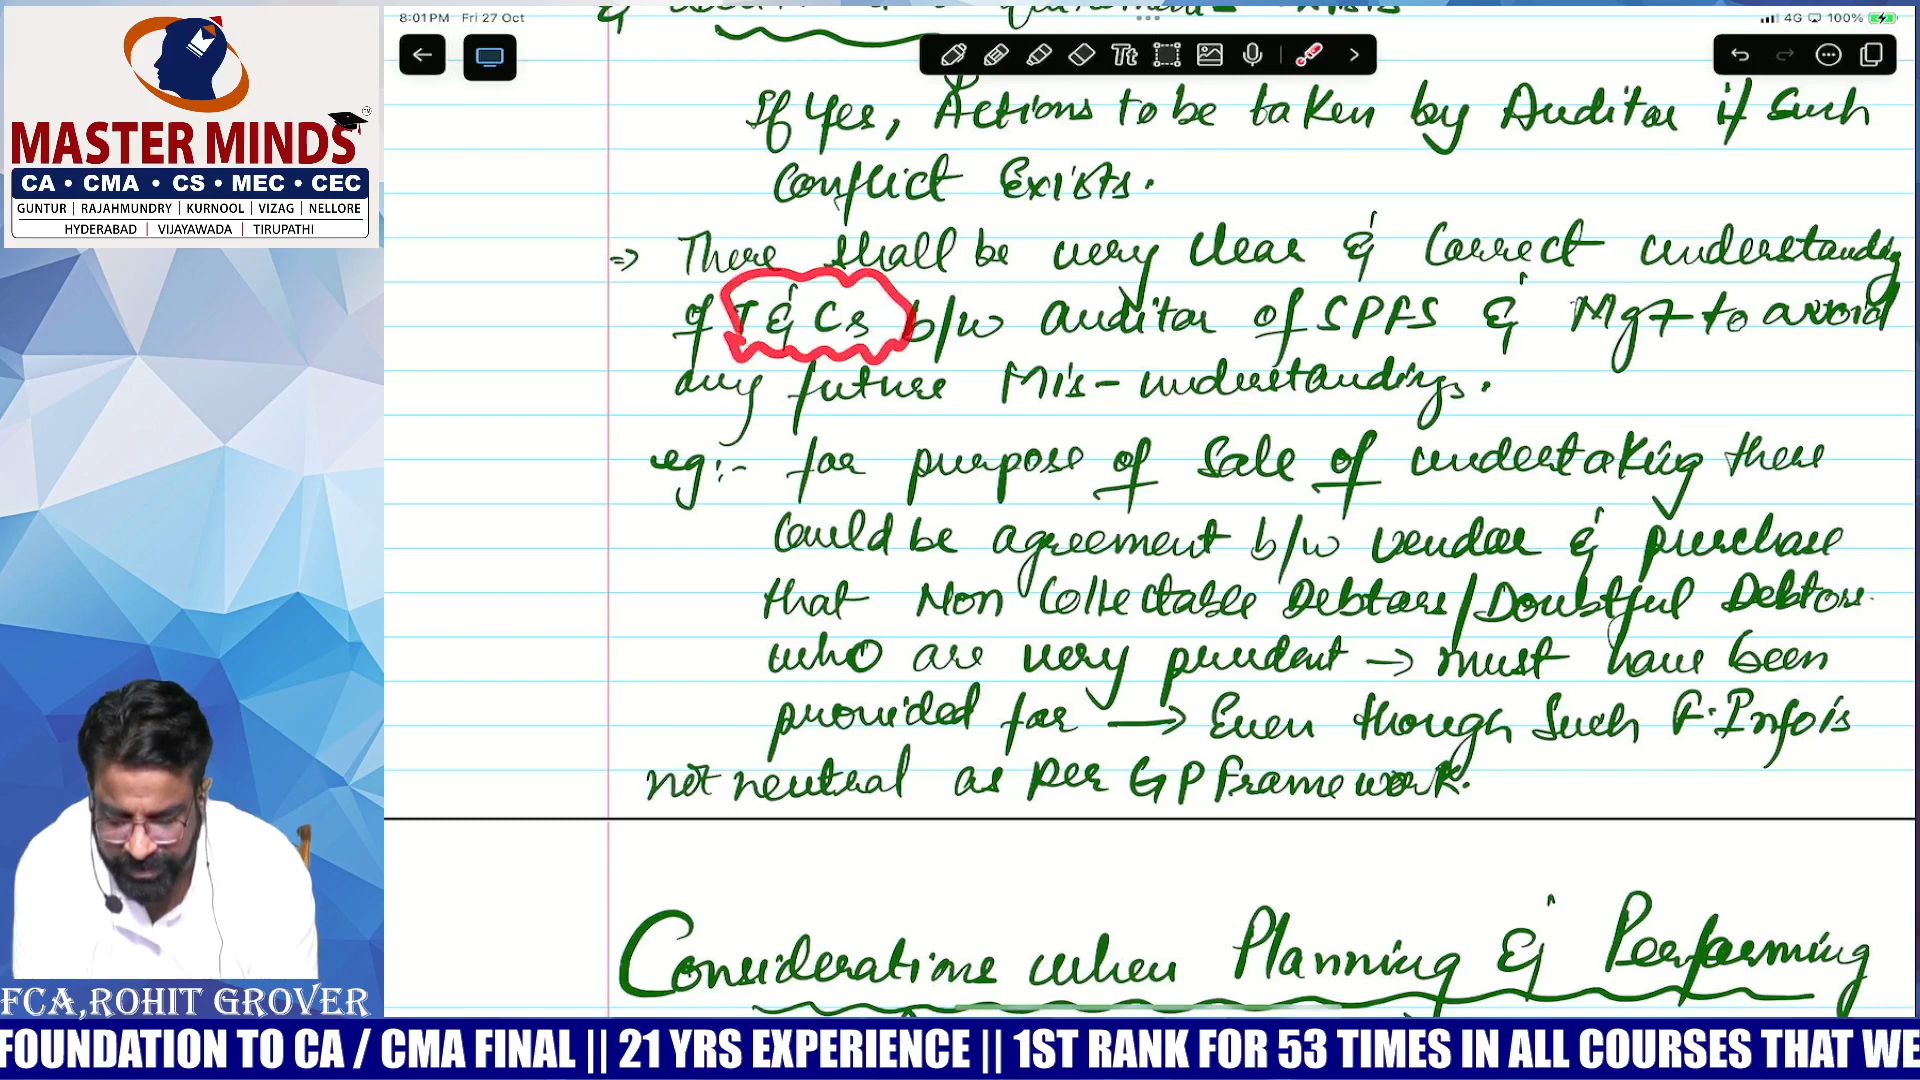 8:01 PM Fri 27 Oct
4G 100%
Tt
MASTER MINDS
CA • CMA • CS • MEC • CEC
GUNTUR | RAJAHMUNDRY | KURNOOL | VIZAG | NELLORE
HYDERABAD | VIJAYAWADA | TIRUPATHI
If Yes, Actions to be taken by Auditor if such
Conflict Exists.
⇒ There shall be very clear & Correct understanding
of T & Cs b/w auditor of SPFS & Mgt to avoid
any future Mis-understandings.
eg:- for purpose of Sale of undertaking there
could be agreement b/w vendor & purchase
that Non Collectable Debtors/Doubtful Debtors
who are very prudent → must have been
provided for → Even though Such F.Info is
not neutral as per GP Framework.
Considerations when Planning & Performing
FCA,ROHIT GROVER
FOUNDATION TO CA / CMA FINAL || 21 YRS EXPERIENCE || 1ST RANK FOR 53 TIMES IN ALL COURSES THAT WE